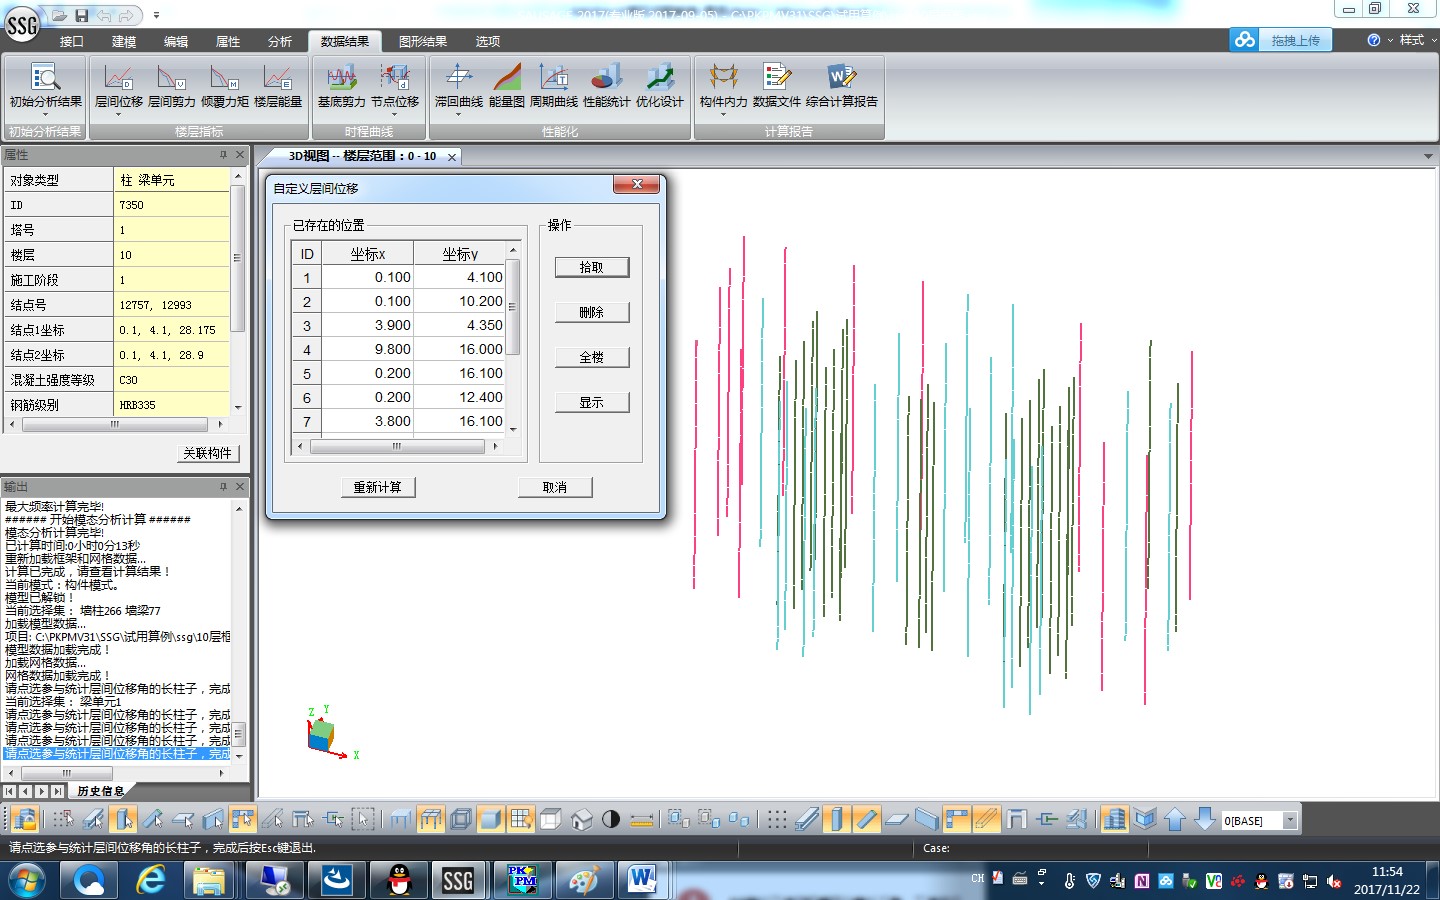 SSG
2017(专业版 2017-09-05) - C:\PKPMV31\SSG\试用算
接口 建模 编辑 属性 分析 数据结果 图形结果 选项
拖拽上传 样式
初始分析结果 层间位移 层间剪力 倾覆力矩 楼层能量 基底剪力 节点位移 滞回曲线 能量图 周期曲线 性能统计 优化设计 构件内力 数据文件 综合计算报告
初始分析结果 楼层指标 时程曲线 性能化 计算报告
属性
对象类型 柱 梁单元
ID 7350
塔号 1
楼层 10
施工阶段 1
结点号 12757, 12993
结点1坐标 0.1, 4.1, 28.175
结点2坐标 0.1, 4.1, 28.9
混凝土强度等级 C30
钢筋级别 HRB335
关联构件
输出
最大频率计算完毕!
###### 开始模态分析计算 ######
模态分析计算完毕!
已计算时间:0小时0分13秒
重新加载框架和网格数据...
计算已完成，请查看计算结果！
当前模式：构件模式。
模型已解锁！
当前选择集： 墙柱266 墙梁77
加载模型数据...
项目: C:\PKPMV31\SSG\试用算例\ssg\10层框
模型数据加载完成！
加载网格数据...
网格数据加载完成！
请点选参与统计层间位移角的长柱子，完成
当前选择集： 梁单元1
请点选参与统计层间位移角的长柱子，完成
请点选参与统计层间位移角的长柱子，完成
请点选参与统计层间位移角的长柱子，完成
请点选参与统计层间位移角的长柱子，完成
历史信息
3D视图 -- 楼层范围：0 - 10
自定义层间位移
已存在的位置
ID 坐标x 坐标y
1 0.100 4.100
2 0.100 10.200
3 3.900 4.350
4 9.800 16.000
5 0.200 16.100
6 0.200 12.400
7 3.800 16.100
操作
拾取
删除
全楼
显示
重新计算 取消
Z Y X
0[BASE]
请点选参与统计层间位移角的长柱子，完成后按Esc键退出.
Case:
SSG
PK
PM
CH
11:54
2017/11/22